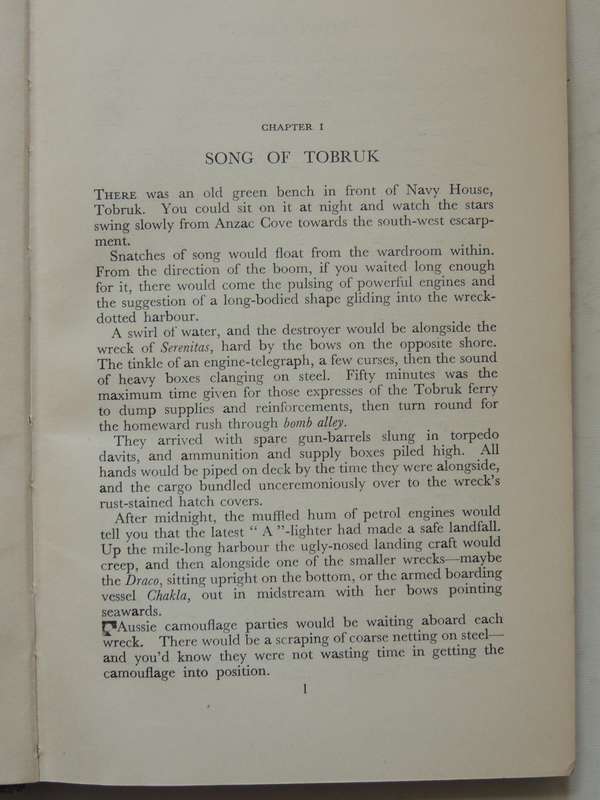 CHAPTER I
SONG OF TOBRUK
THERE was an old green bench in front of Navy House,
Tobruk. You could sit on it at night and watch the stars
swing slowly from Anzac Cove towards the south-west escarp-
ment.
Snatches of song would float from the wardroom within.
From the direction of the boom, if you waited long enough
for it, there would come the pulsing of powerful engines and
the suggestion of a long-bodied shape gliding into the wreck-
dotted harbour.
A swirl of water, and the destroyer would be alongside the
wreck of Serenitas, hard by the bows on the opposite shore.
The tinkle of an engine-telegraph, a few curses, then the sound
of heavy boxes clanging on steel. Fifty minutes was the
maximum time given for those expresses of the Tobruk ferry
to dump supplies and reinforcements, then turn round for
the homeward rush through bomb alley.
They arrived with spare gun-barrels slung in torpedo
davits, and ammunition and supply boxes piled high. All
hands would be piped on deck by the time they were alongside,
and the cargo bundled unceremoniously over to the wreck's
rust-stained hatch covers.
After midnight, the muffled hum of petrol engines would
tell you that the latest " A "-lighter had made a safe landfall.
Up the mile-long harbour the ugly-nosed landing craft would
creep, and then alongside one of the smaller wrecks—maybe
the Draco, sitting upright on the bottom, or the armed boarding
vessel Chakla, out in midstream with her bows pointing
seawards.
Aussie camouflage parties would be waiting aboard each
wreck. There would be a scraping of coarse netting on steel—
and you'd know they were not wasting time in getting the
camouflage into position.
1